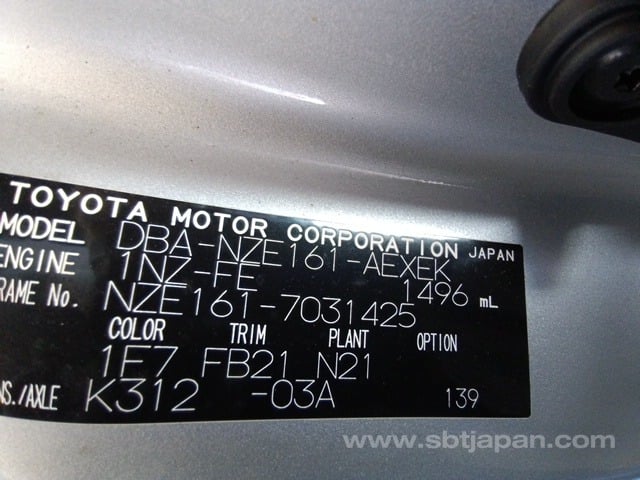 TOYOTA MOTOR CORPORATION JAPAN
MODEL DBA-NZE161-AEXEK
ENGINE 1NZ-FE 1496 mL
RAME No. NZE161-7031425
COLOR TRIM PLANT OPTION
1F7 FB21 N21
NS./AXLE K312 -03A 139
www.sbtjapan.com